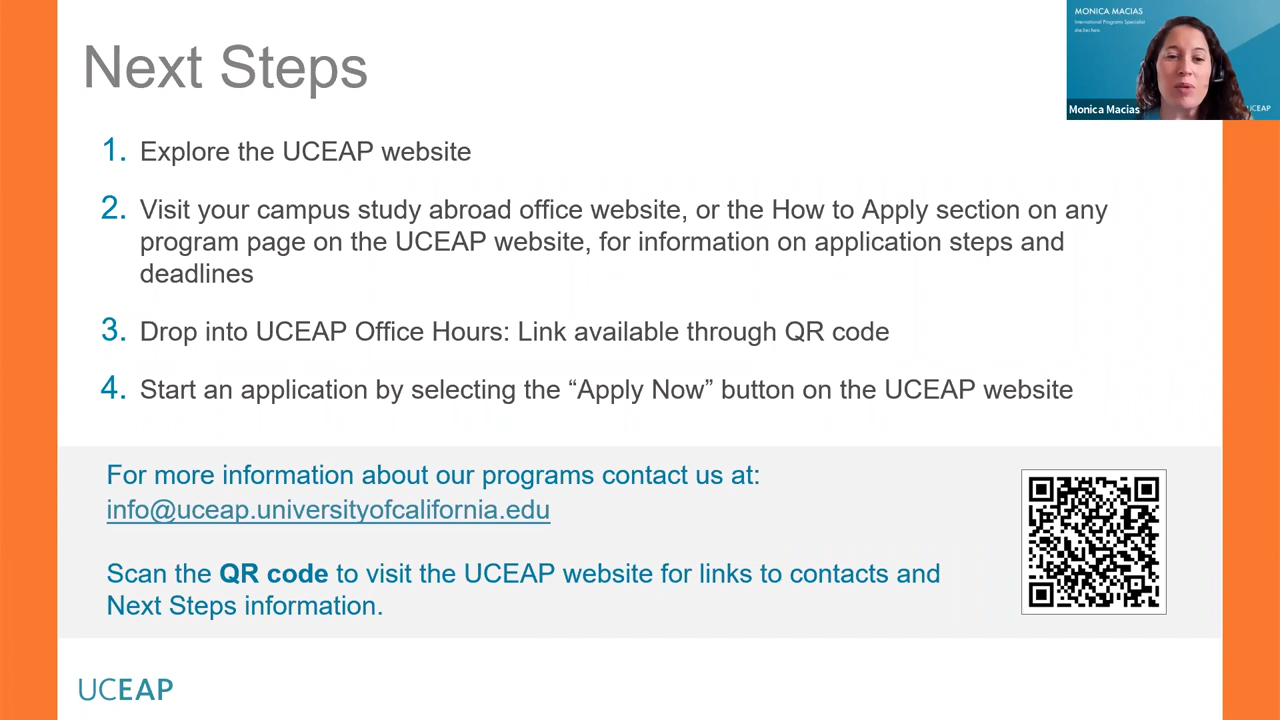 Next Steps
MONICA MACIAS
International Programs Specialist
she.her.hers
UCEAP
Monica Macias
1. Explore the UCEAP website
2. Visit your campus study abroad office website, or the How to Apply section on any
program page on the UCEAP website, for information on application steps and
deadlines
3. Drop into UCEAP Office Hours: Link available through QR code
4. Start an application by selecting the “Apply Now” button on the UCEAP website
For more information about our programs contact us at:
info@uceap.universityofcalifornia.edu
Scan the QR code to visit the UCEAP website for links to contacts and
Next Steps information.
UCEAP